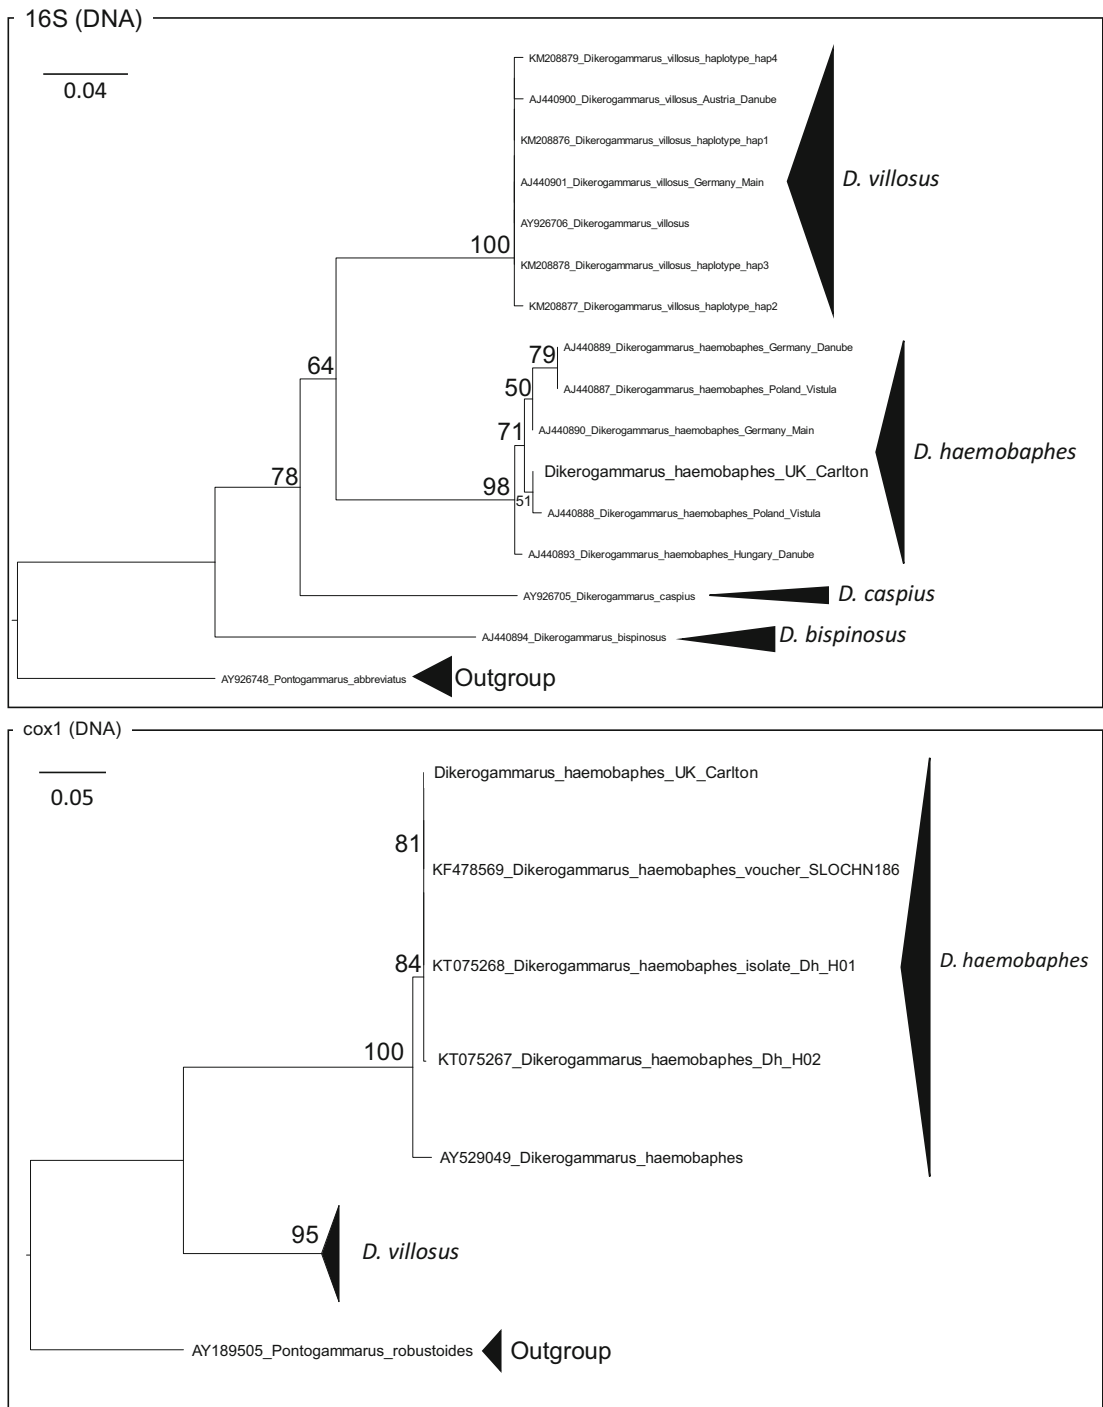 16S (DNA)
0.04
KM208879_Dikerogammarus_villosus_haplotype_hap4
AJ440900_Dikerogammarus_villosus_Austria_Danube
KM208876_Dikerogammarus_villosus_haplotype_hap1
AJ440901_Dikerogammarus_villosus_Germany_Main
D. villosus
AY926706_Dikerogammarus_villosus
100
KM208878_Dikerogammarus_villosus_haplotype_hap3
KM208877_Dikerogammarus_villosus_haplotype_hap2
AJ440889_Dikerogammarus_haemobaphes_Germany_Danube
79
64
50
AJ440887_Dikerogammarus_haemobaphes_Poland_Vistula
71
AJ440890_Dikerogammarus_haemobaphes_Germany_Main
D. haemobaphes
Dikerogammarus_haemobaphes_UK_Carlton
78
98
51
AJ440888_Dikerogammarus_haemobaphes_Poland_Vistula
AJ440893_Dikerogammarus_haemobaphes_Hungary_Danube
AY926705_Dikerogammarus_caspius
D. caspius
AJ440894_Dikerogammarus_bispinosus
D. bispinosus
AY926748_Pontogammarus_abbreviatus
Outgroup
cox1 (DNA)
0.05
Dikerogammarus_haemobaphes_UK_Carlton
81
KF478569_Dikerogammarus_haemobaphes_voucher_SLOCHN186
84
KT075268_Dikerogammarus_haemobaphes_isolate_Dh_H01
D. haemobaphes
100
KT075267_Dikerogammarus_haemobaphes_Dh_H02
AY529049_Dikerogammarus_haemobaphes
95
D. villosus
AY189505_Pontogammarus_robustoides
Outgroup